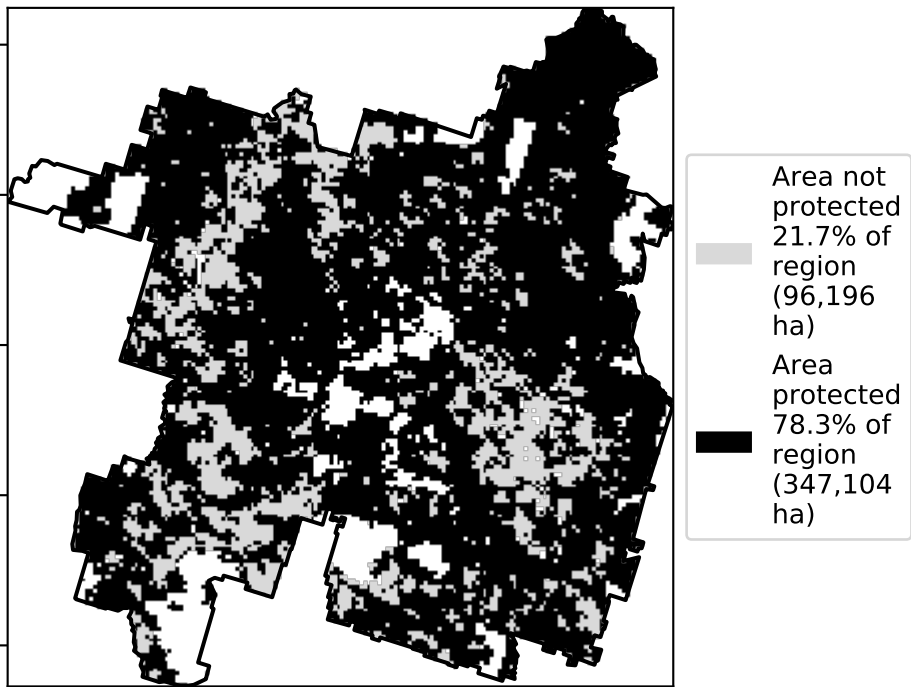 Area not
protected
21.7% of
region
(96,196
ha)
Area
protected
78.3% of
region
(347,104
ha)